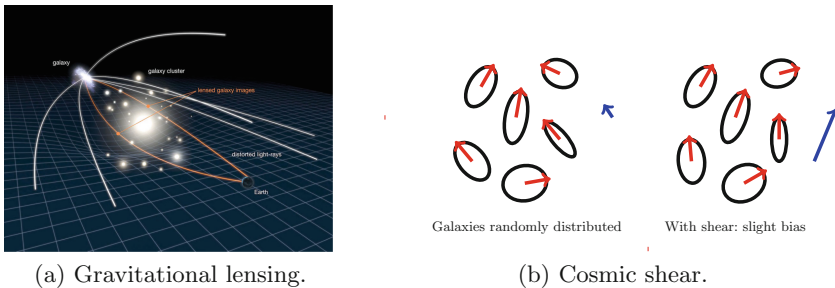 galaxy
galaxy cluster
lensed galaxy images
distorted light-rays
Earth
Galaxies randomly distributed
With shear: slight bias
(a) Gravitational lensing.
(b) Cosmic shear.